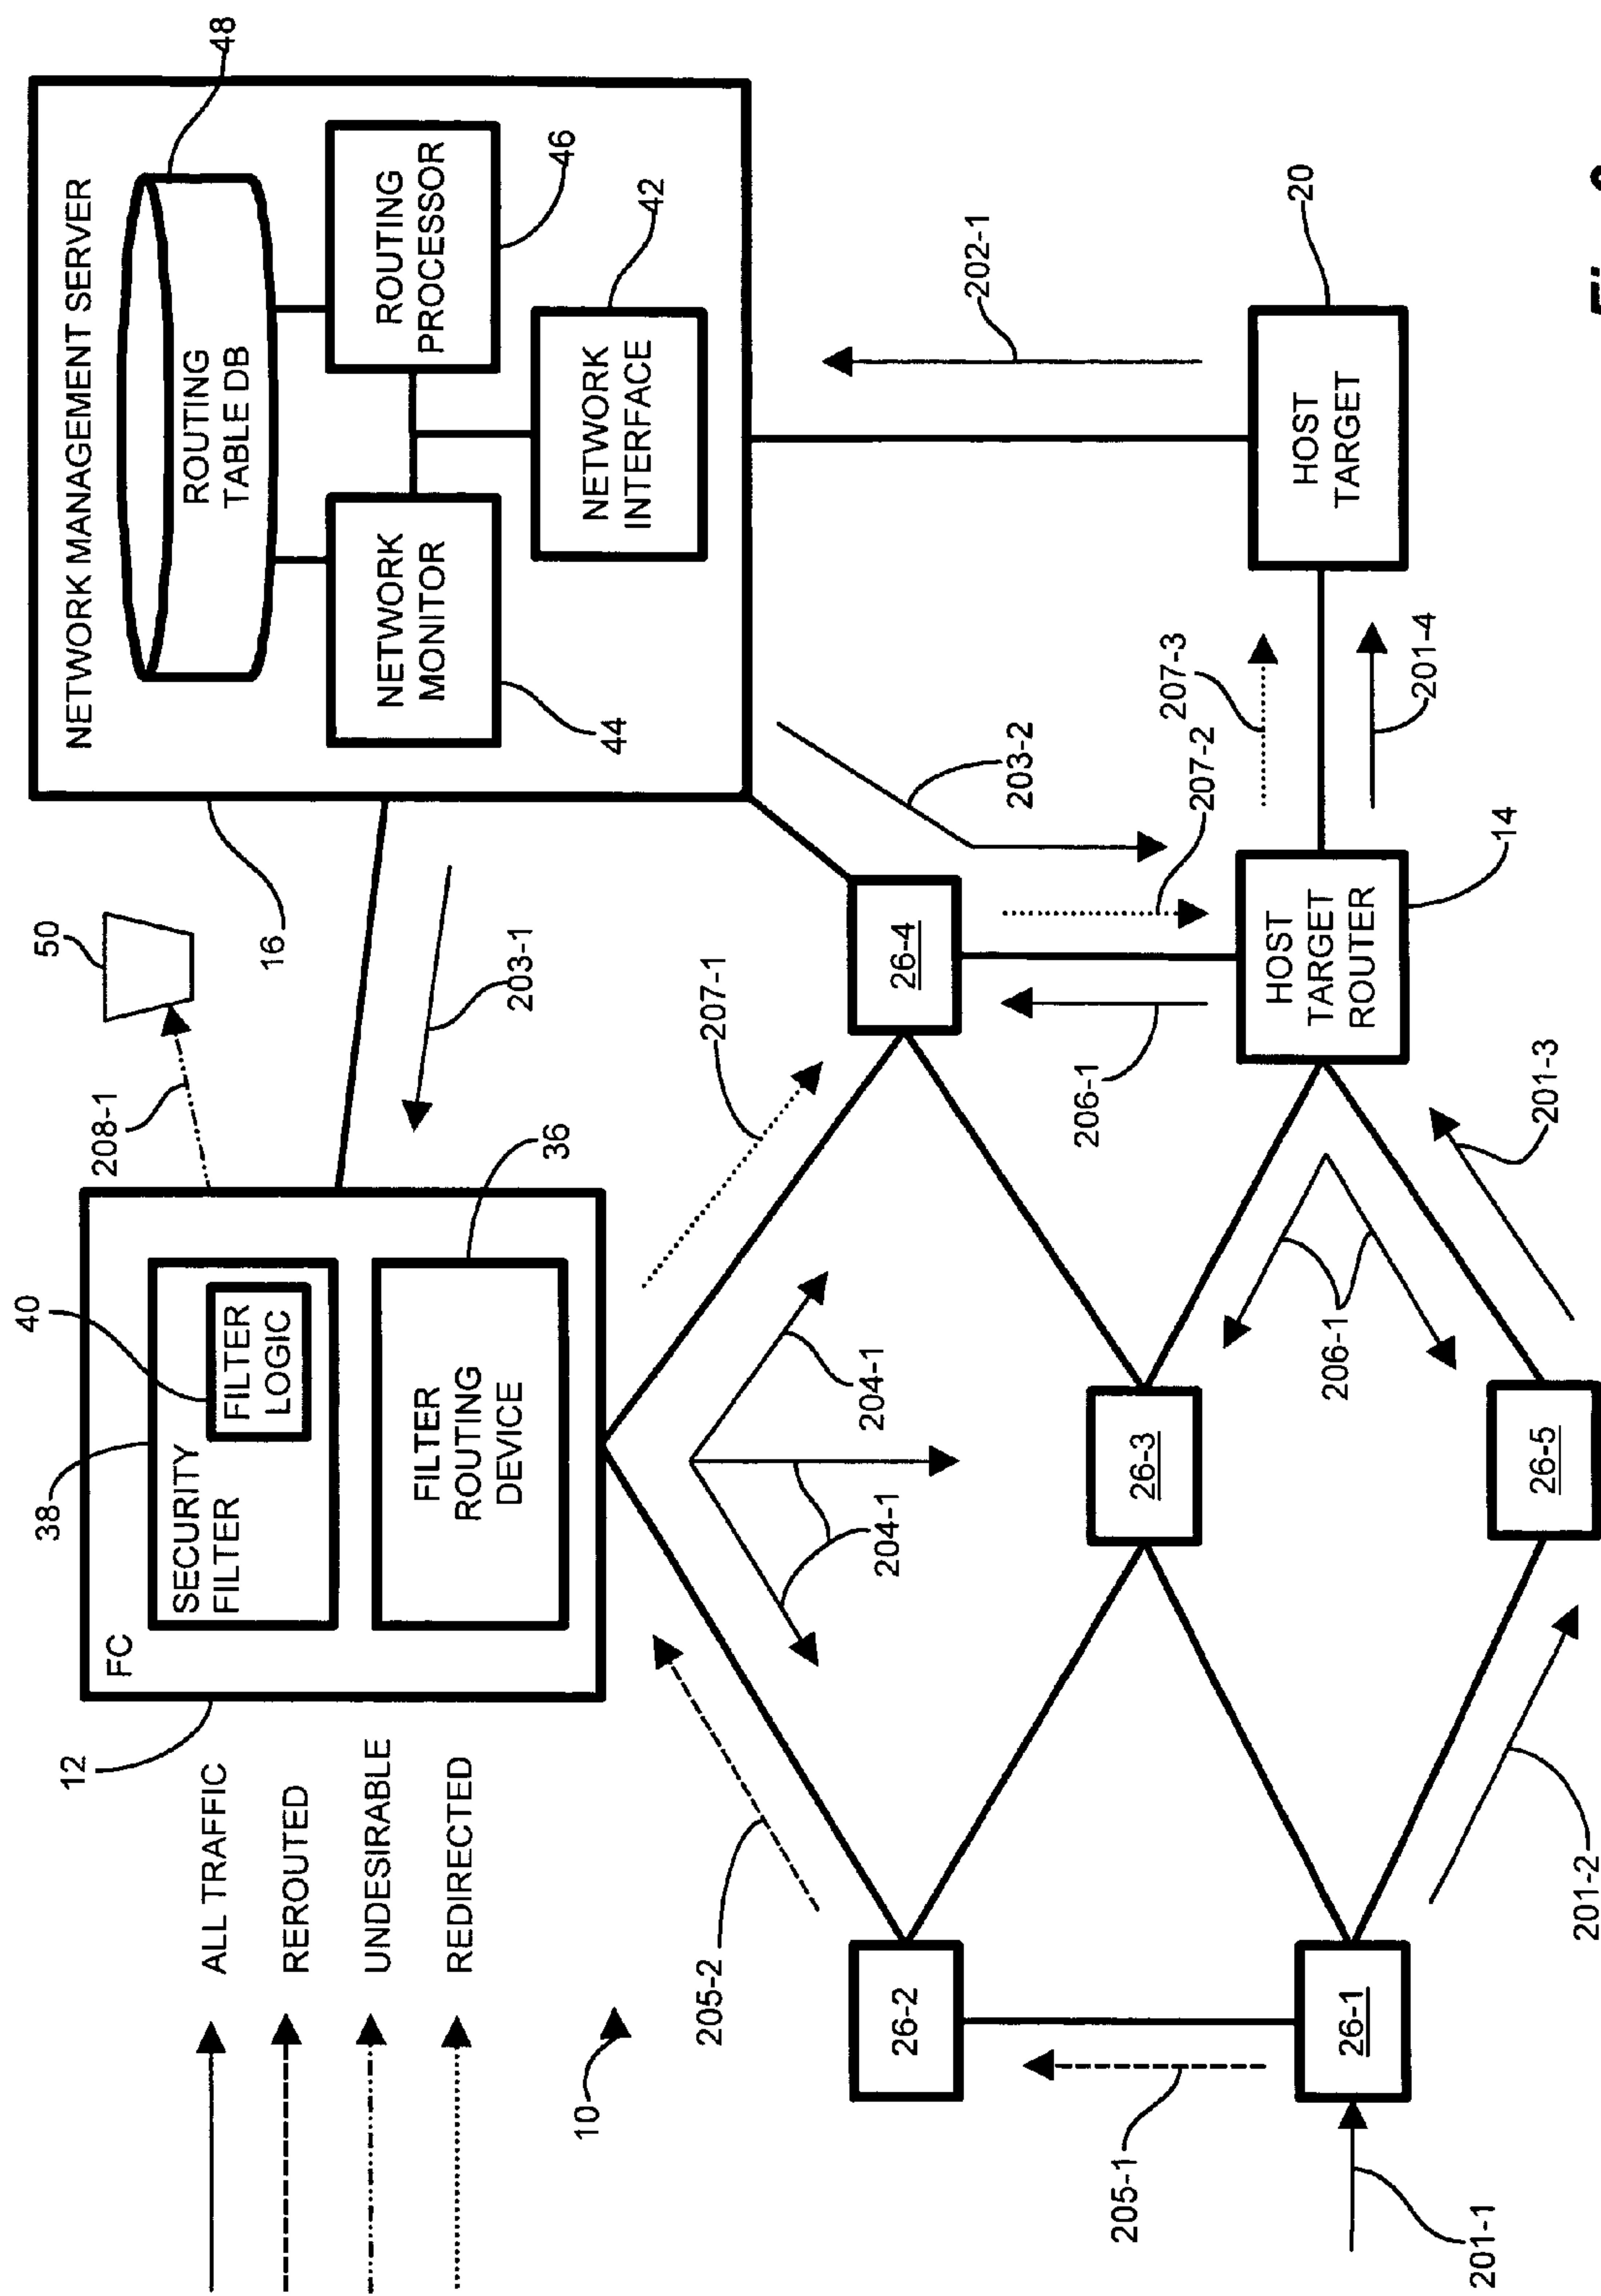 ALL TRAFFIC
REROUTED
UNDESIRABLE
REDIRECTED
10
12
FC
38
SECURITY
FILTER
40
FILTER
LOGIC
FILTER
ROUTING
DEVICE
36
208-1
50
16
203-1
NETWORK MANAGEMENT SERVER
48
ROUTING
TABLE DB
NETWORK
MONITOR
44
ROUTING
PROCESSOR
46
NETWORK
INTERFACE
42
205-2
204-1
204-1
207-1
203-2
202-1
26-2
26-4
207-2
207-3
206-1
205-1
26-3
201-1
26-1
206-1
HOST
TARGET
ROUTER
14
HOST
TARGET
20
201-4
201-2
26-5
201-3